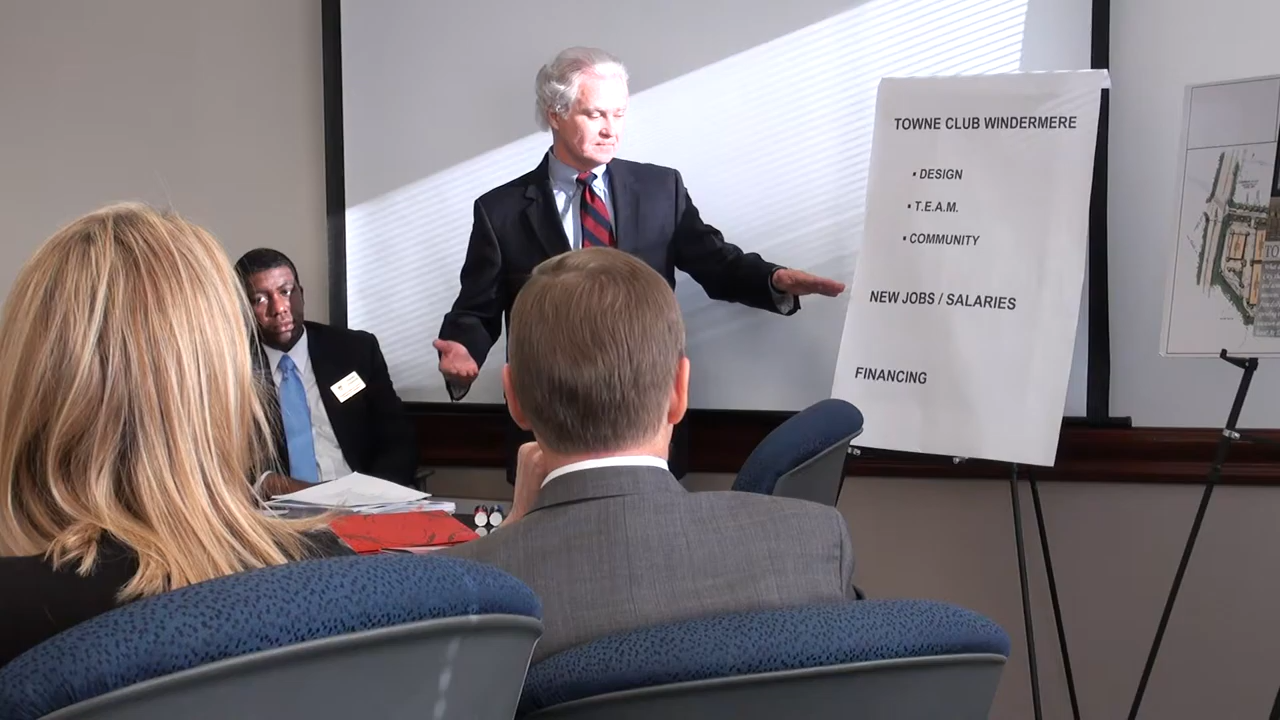 TOWNE CLUB WINDERMERE
▪ DESIGN
▪ T.E.A.M.
▪ COMMUNITY
NEW JOBS / SALARIES
FINANCING